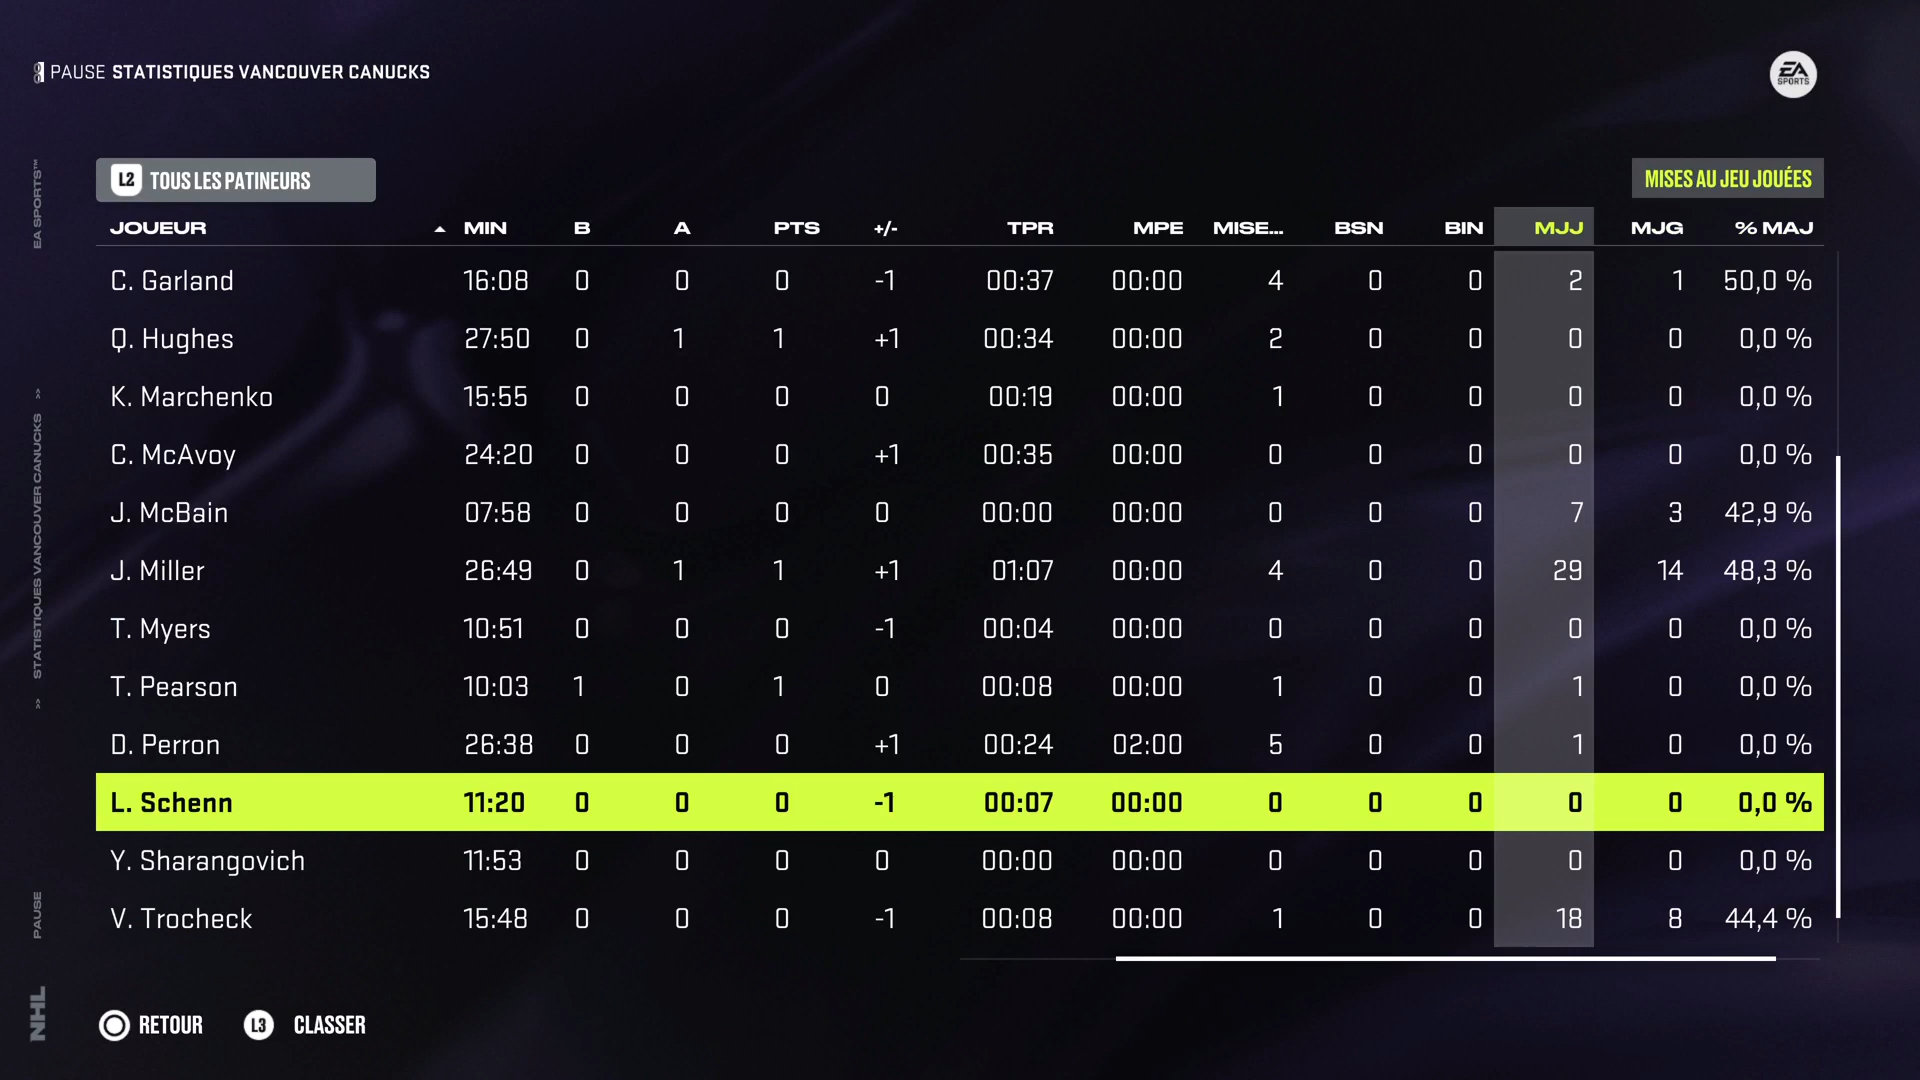 PAUSE STATISTIQUES VANCOUVER CANUCKS
EA SPORTS
L2 TOUS LES PATINEURS
MISES AU JEU JOUÉES
JOUEUR MIN B A PTS +/- TPR MPE MISE... BSN BIN MJJ MJG % MAJ
C. Garland 16:08 0 0 0 -1 00:37 00:00 4 0 0 2 1 50,0 %
Q. Hughes 27:50 0 1 1 +1 00:34 00:00 2 0 0 0 0 0,0 %
K. Marchenko 15:55 0 0 0 0 00:19 00:00 1 0 0 0 0 0,0 %
C. McAvoy 24:20 0 0 0 +1 00:35 00:00 0 0 0 0 0 0,0 %
J. McBain 07:58 0 0 0 0 00:00 00:00 0 0 0 7 3 42,9 %
J. Miller 26:49 0 1 1 +1 01:07 00:00 4 0 0 29 14 48,3 %
T. Myers 10:51 0 0 0 -1 00:04 00:00 0 0 0 0 0 0,0 %
T. Pearson 10:03 1 0 1 0 00:08 00:00 1 0 0 1 0 0,0 %
D. Perron 26:38 0 0 0 +1 00:24 02:00 5 0 0 1 0 0,0 %
L. Schenn 11:20 0 0 0 -1 00:07 00:00 0 0 0 0 0 0,0 %
Y. Sharangovich 11:53 0 0 0 0 00:00 00:00 0 0 0 0 0 0,0 %
V. Trocheck 15:48 0 0 0 -1 00:08 00:00 1 0 0 18 8 44,4 %
RETOUR L3 CLASSER
NHL PAUSE >> STATISTIQUES VANCOUVER CANUCKS >> EA SPORTS™